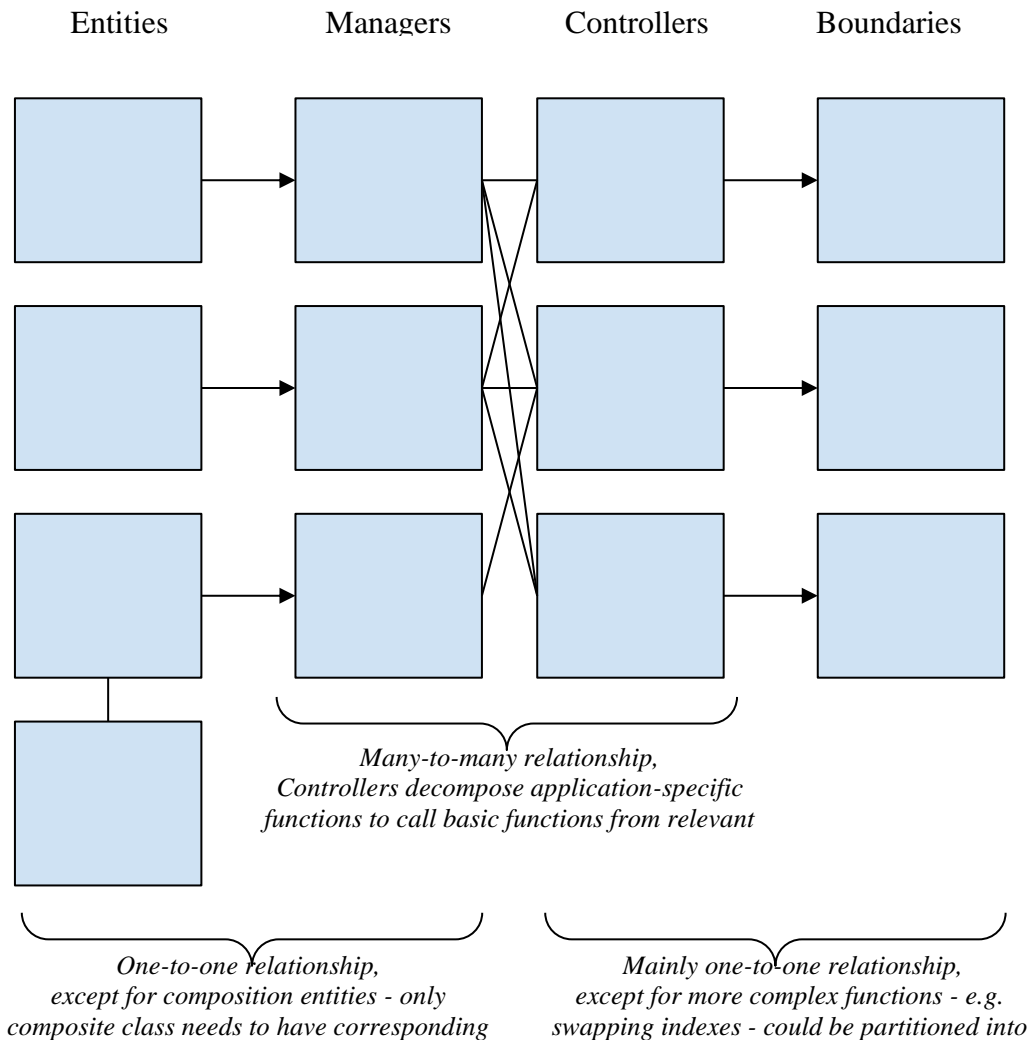 Entities Managers Controllers Boundaries
Many-to-many relationship,
Controllers decompose application-specific
functions to call basic functions from relevant
One-to-one relationship,
except for composition entities - only
composite class needs to have corresponding
Mainly one-to-one relationship,
except for more complex functions - e.g.
swapping indexes - could be partitioned into